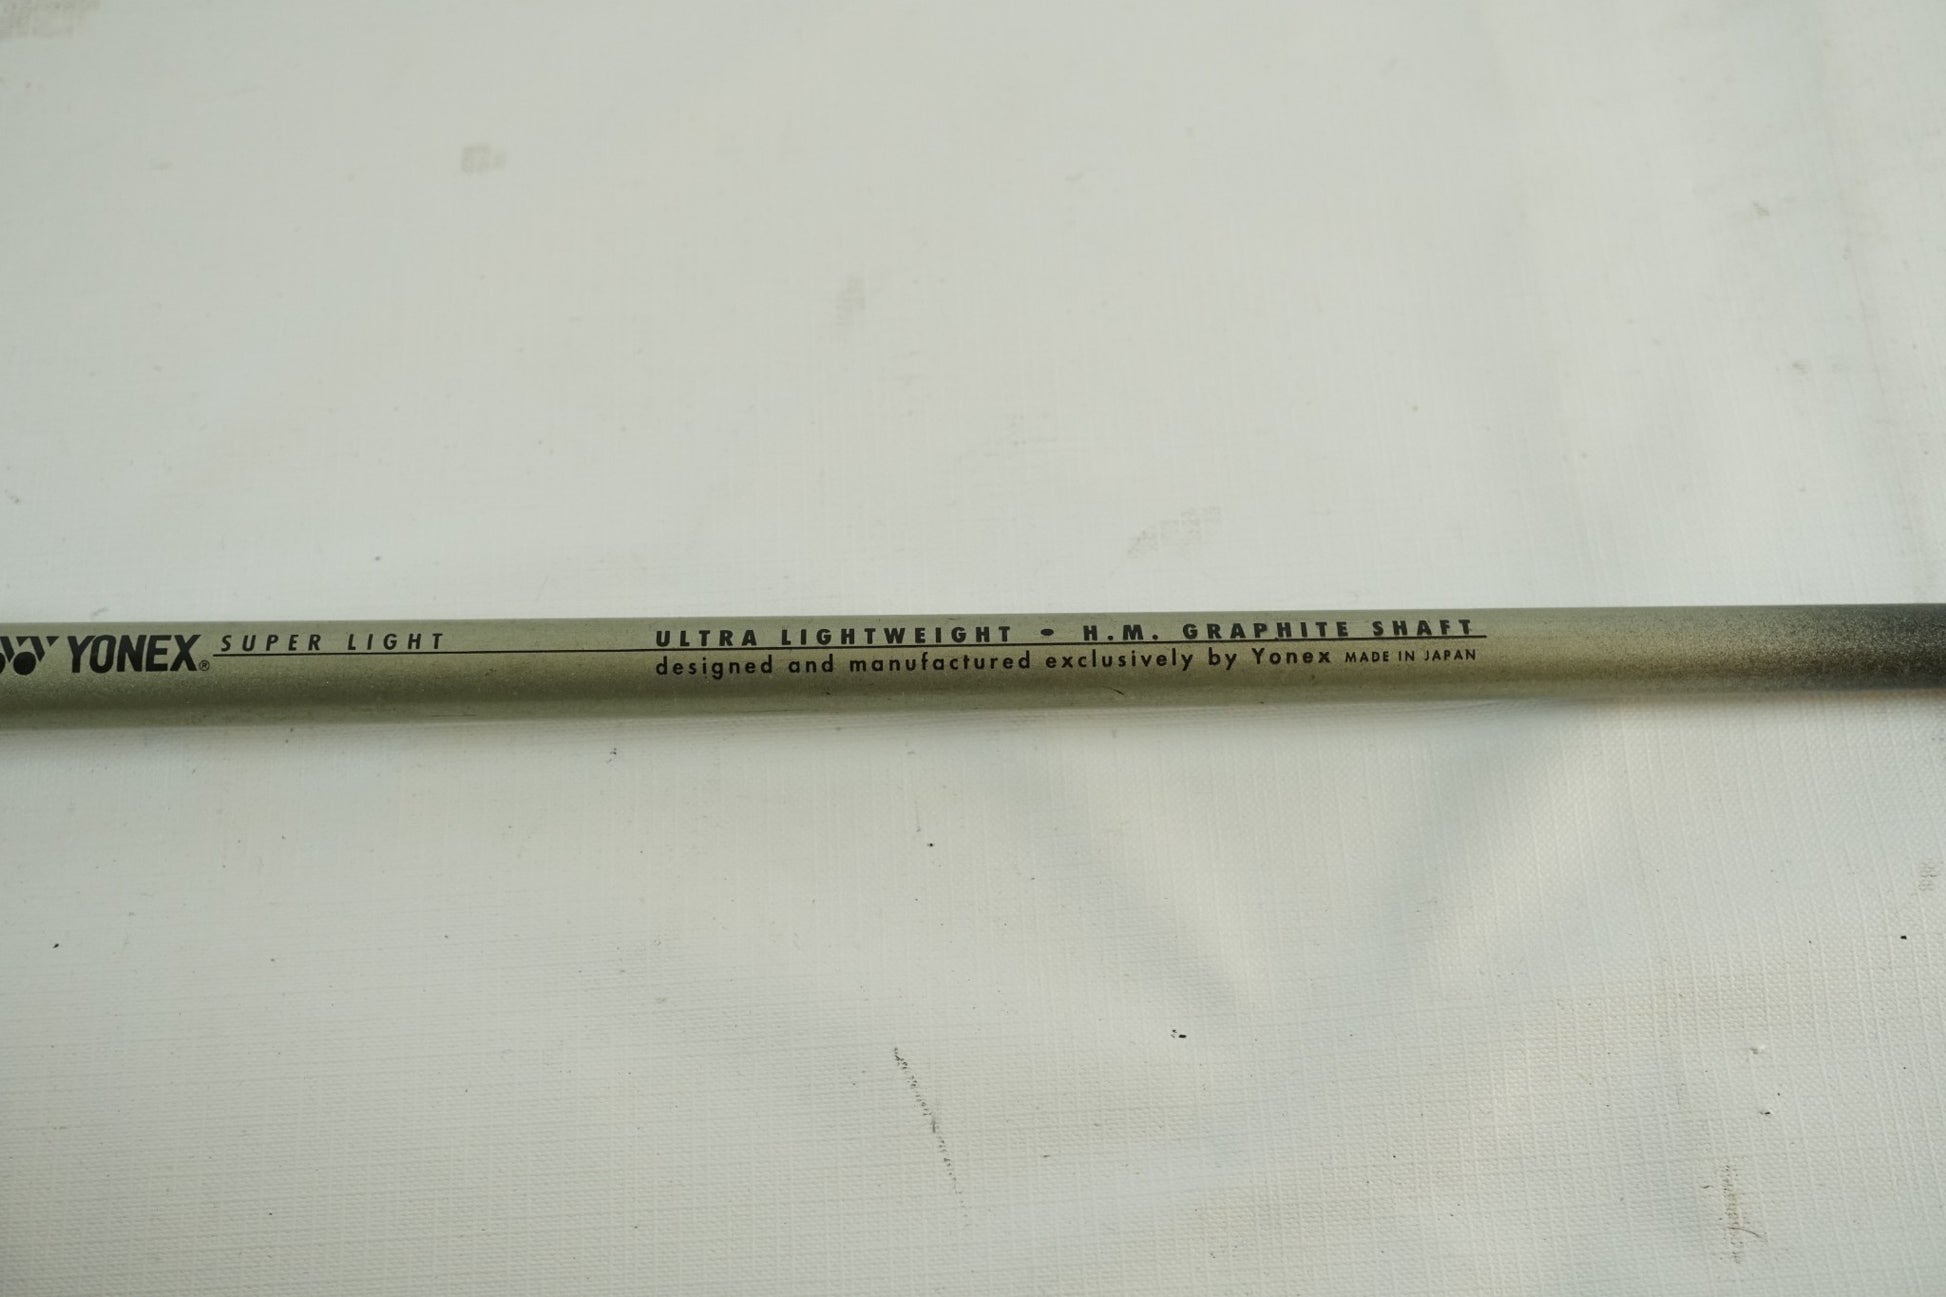 YONEX® SUPER LIGHT
ULTRA LIGHTWEIGHT • H.M. GRAPHITE SHAFT
designed and manufactured exclusively by Yonex MADE IN JAPAN